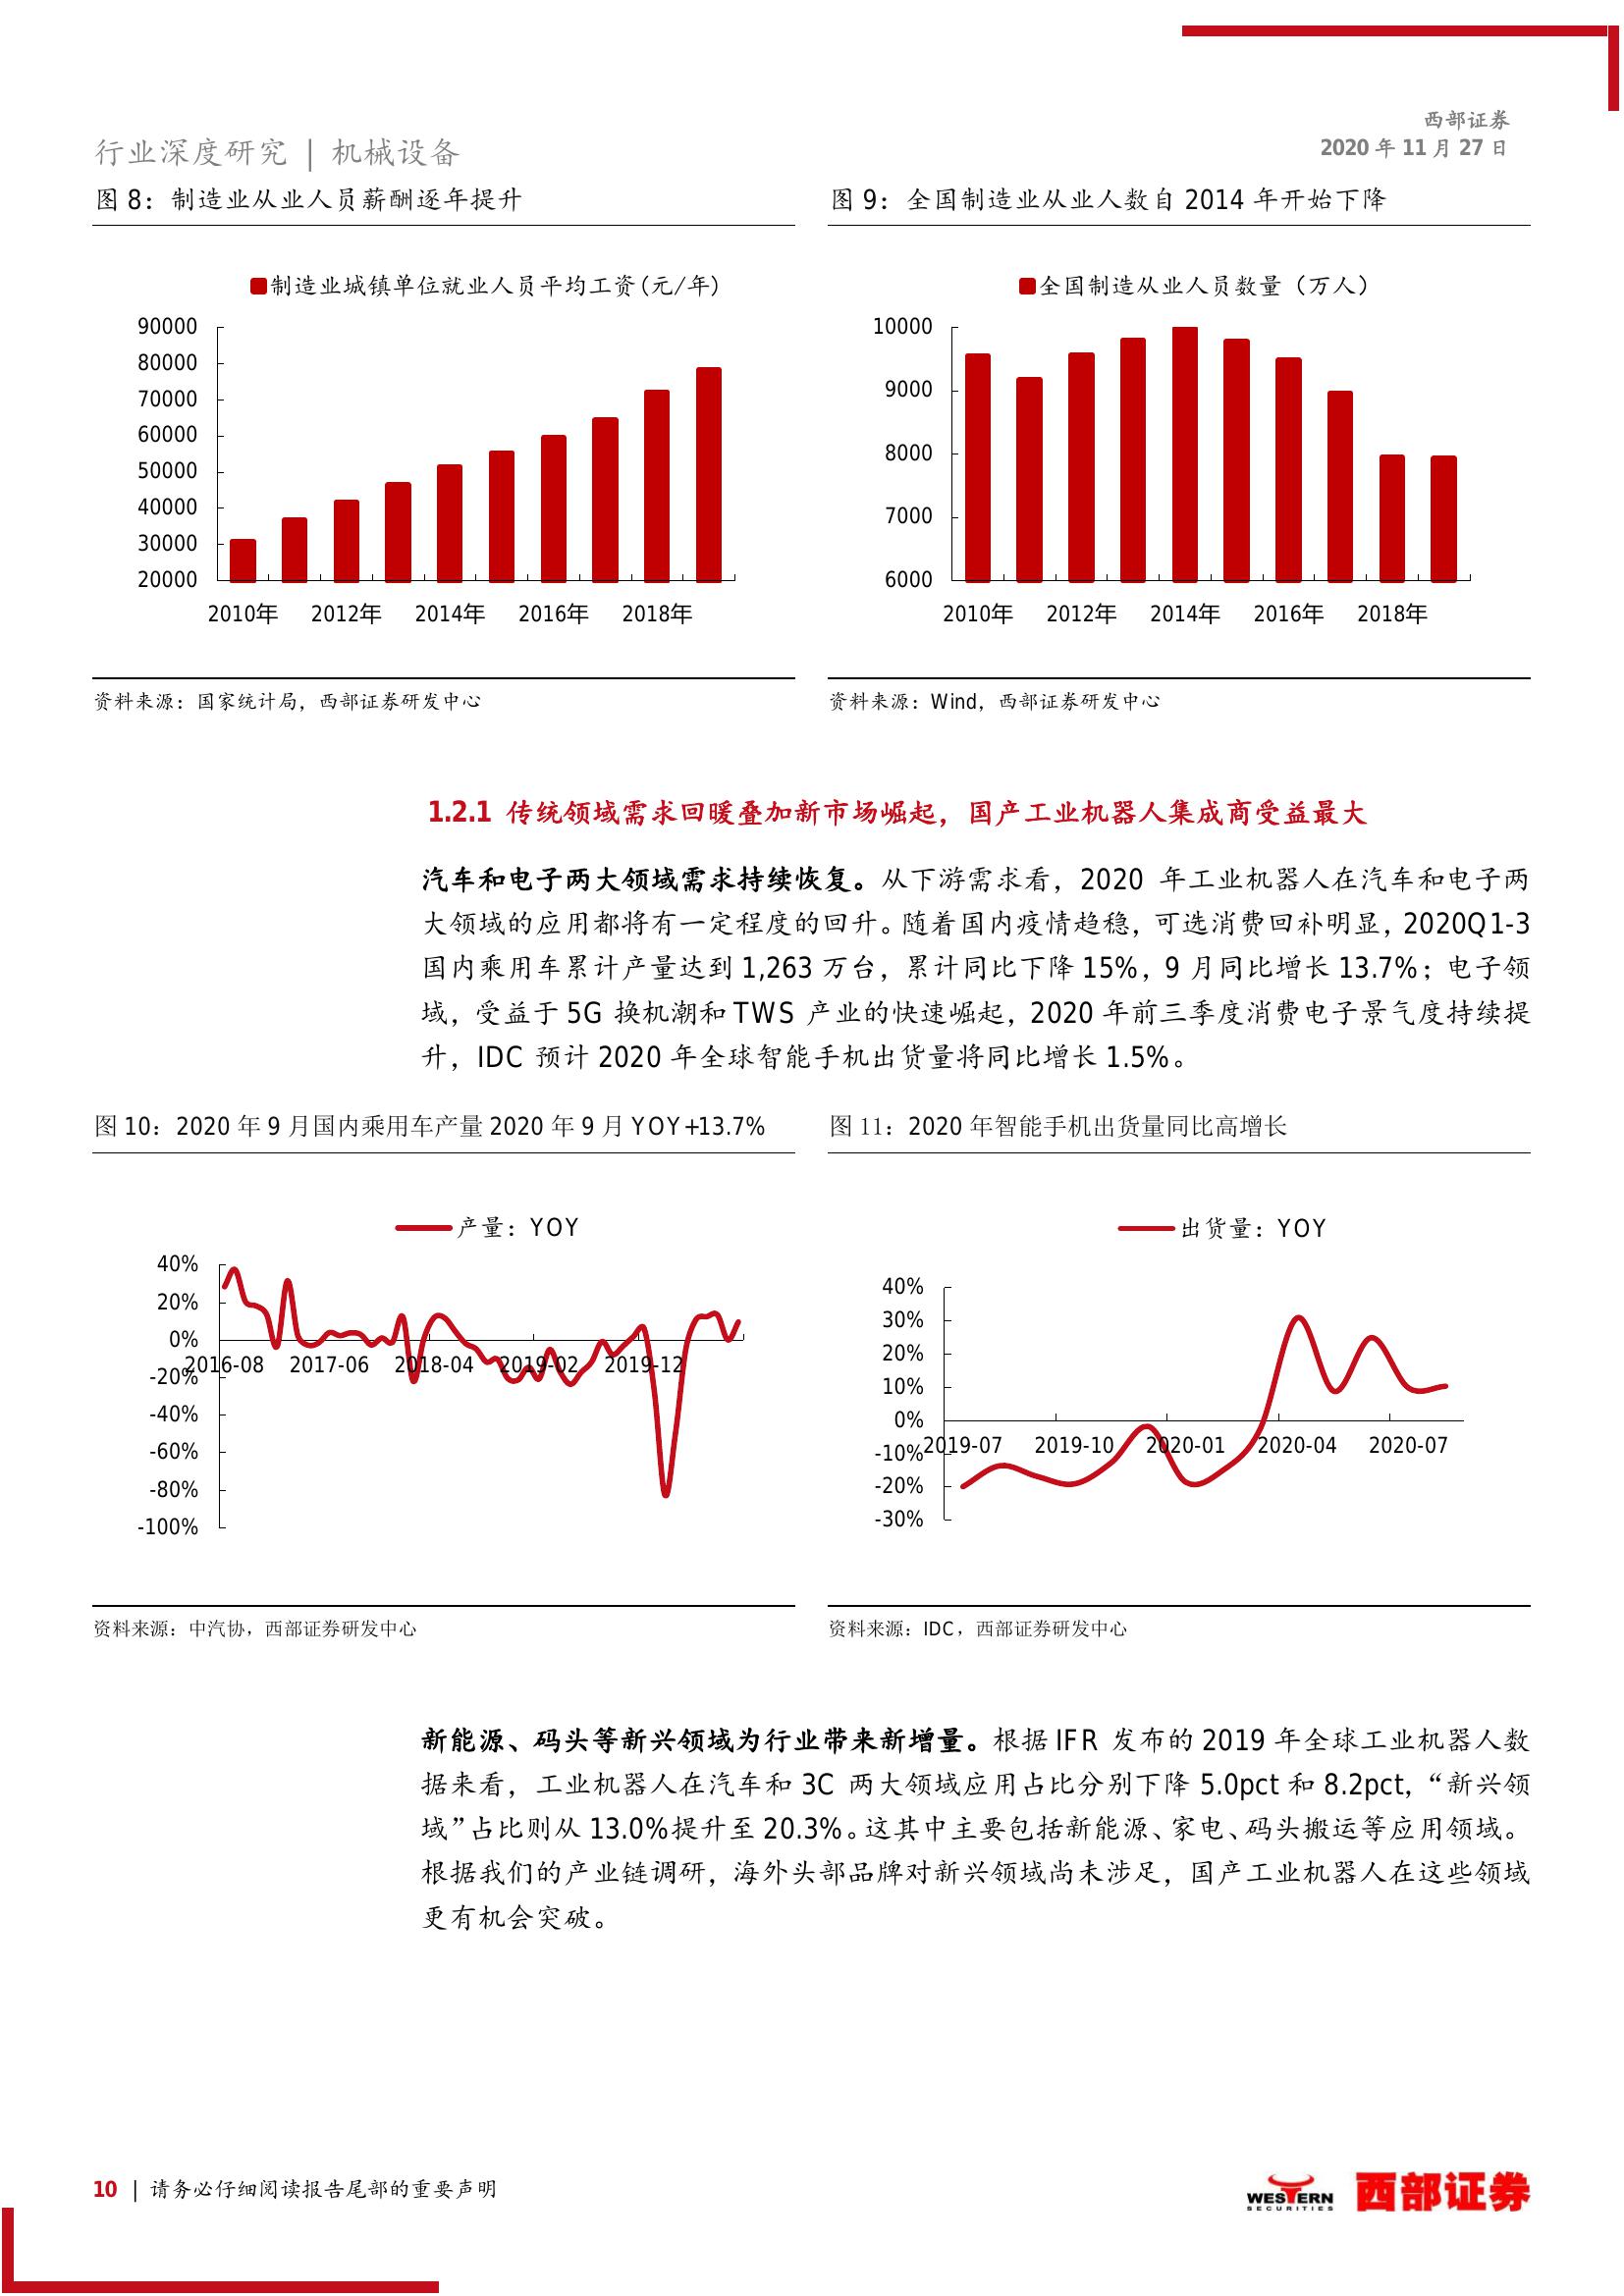 西部证券
2020 年 11 月 27 日
行业深度研究 | 机械设备
图 8：制造业从业人员薪酬逐年提升
制造业城镇单位就业人员平均工资(元/年)
90000
80000
70000
60000
50000
40000
30000
20000
2010年 2012年 2014年 2016年 2018年
资料来源：国家统计局，西部证券研发中心
图 9：全国制造业从业人数自 2014 年开始下降
全国制造从业人员数量（万人）
10000
9000
8000
7000
6000
2010年 2012年 2014年 2016年 2018年
资料来源：Wind，西部证券研发中心
1.2.1 传统领域需求回暖叠加新市场崛起，国产工业机器人集成商受益最大
汽车和电子两大领域需求持续恢复。从下游需求看，2020 年工业机器人在汽车和电子两
大领域的应用都将有一定程度的回升。随着国内疫情趋稳，可选消费回补明显，2020Q1-3
国内乘用车累计产量达到 1,263 万台，累计同比下降 15%，9 月同比增长 13.7%；电子领
域，受益于 5G 换机潮和 TWS 产业的快速崛起，2020 年前三季度消费电子景气度持续提
升，IDC 预计 2020 年全球智能手机出货量将同比增长 1.5%。
图 10：2020 年 9 月国内乘用车产量 2020 年 9 月 YOY+13.7%
产量：YOY
40%
20%
0%
-20%
-40%
-60%
-80%
-100%
2016-08 2017-06 2018-04 2019-02 2019-12
资料来源：中汽协，西部证券研发中心
图 11：2020 年智能手机出货量同比高增长
出货量：YOY
40%
30%
20%
10%
0%
-10%
-20%
-30%
2019-07 2019-10 2020-01 2020-04 2020-07
资料来源：IDC，西部证券研发中心
新能源、码头等新兴领域为行业带来新增量。根据 IFR 发布的 2019 年全球工业机器人数
据来看，工业机器人在汽车和 3C 两大领域应用占比分别下降 5.0pct 和 8.2pct，“新兴领
域”占比则从 13.0%提升至 20.3%。这其中主要包括新能源、家电、码头搬运等应用领域。
根据我们的产业链调研，海外头部品牌对新兴领域尚未涉足，国产工业机器人在这些领域
更有机会突破。
10 | 请务必仔细阅读报告尾部的重要声明
WESTERN
SECURITIES
西部证券